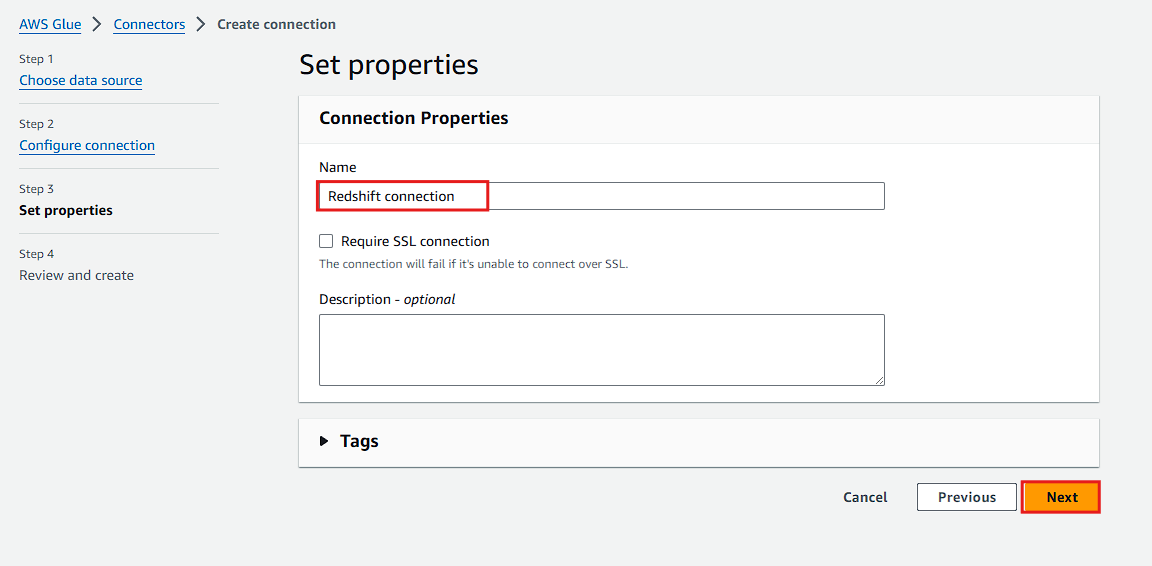 AWS Glue > Connectors > Create connection
Step 1
Choose data source
Step 2
Configure connection
Step 3
Set properties
Step 4
Review and create
Set properties
Connection Properties
Name
Redshift connection
Require SSL connection
The connection will fail if it's unable to connect over SSL.
Description - optional
Tags
Cancel
Previous
Next